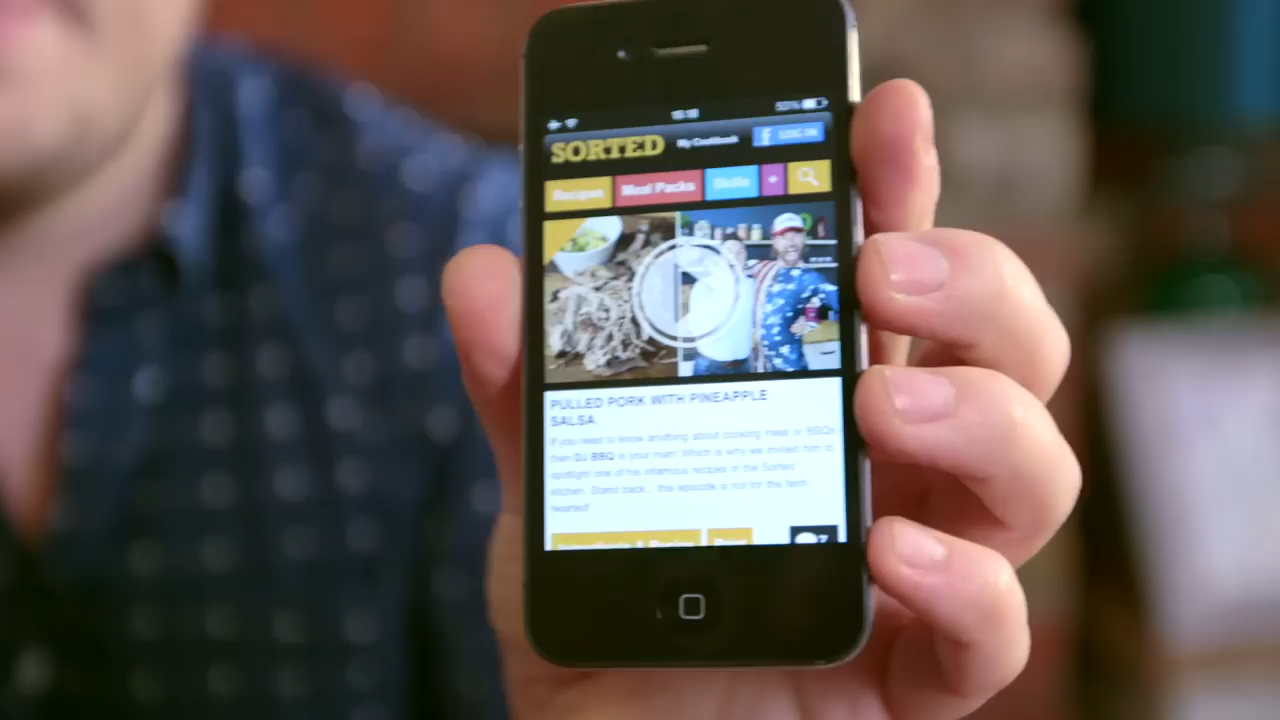 50%
SORTED
My Cookbook
f LOG IN
Recipes
Meal Packs
Skills
+
PULLED PORK WITH PINEAPPLE
SALSA
If you need to know anything about cooking meat or BBQs
then DJ BBQ is your man! Which is why we invited him to
spotlight one of his infamous recipes in the Sorted
kitchen. Stand back... this episode is not for the faint-
hearted!
7